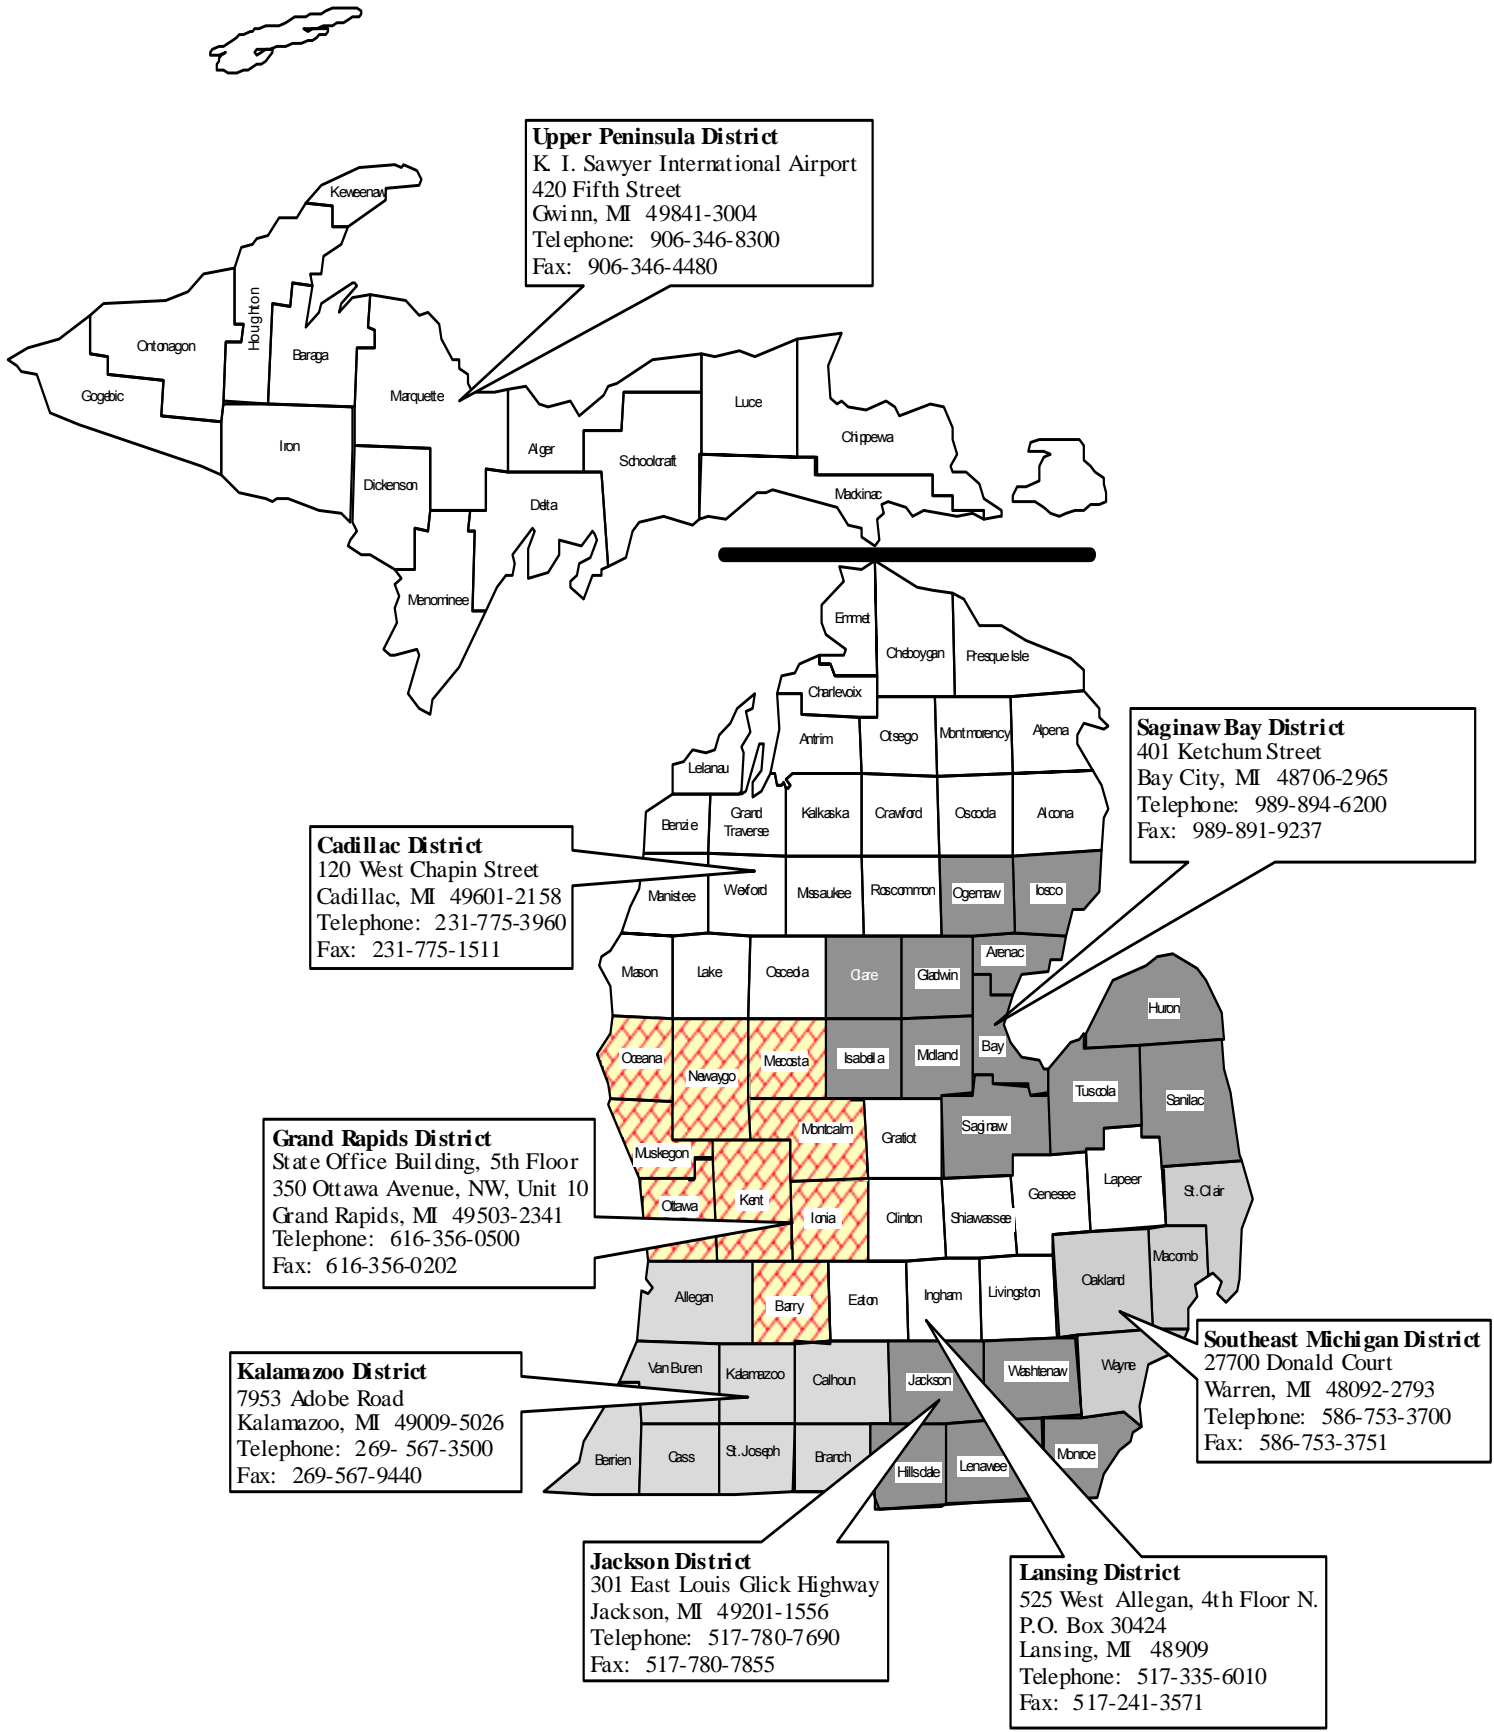 Upper Peninsula District
K. I. Sawyer International Airport
420 Fifth Street
Gwinn, MI 49841-3004
Telephone: 906-346-8300
Fax: 906-346-4480
Keweenaw
Houghton
Ontonagon
Baraga
Gogebic
Marquette
Iron
Dickenson
Alger
Delta
Schoolcraft
Luce
Chippewa
Mackinac
Menominee
Emmet
Cheboygan
Presque Isle
Charlevoix
Antrim
Otsego
Montmorency
Alpena
Lelanau
Benzie
Grand
Traverse
Kalkaska
Crawford
Oscoda
Alcona
Saginaw Bay District
401 Ketchum Street
Bay City, MI 48706-2965
Telephone: 989-894-6200
Fax: 989-891-9237
Cadillac District
120 West Chapin Street
Cadillac, MI 49601-2158
Telephone: 231-775-3960
Fax: 231-775-1511
Manistee
Wexford
Missaukee
Roscommon
Ogemaw
Iosco
Mason
Lake
Osceola
Clare
Gladwin
Arenac
Huron
Oceana
Newaygo
Mecosta
Isabella
Midland
Bay
Tuscola
Sanilac
Grand Rapids District
State Office Building, 5th Floor
350 Ottawa Avenue, NW, Unit 10
Grand Rapids, MI 49503-2341
Telephone: 616-356-0500
Fax: 616-356-0202
Muskegon
Montcalm
Gratiot
Saginaw
Ottawa
Kent
Ionia
Clinton
Shiawassee
Genesee
Lapeer
St. Clair
Allegan
Barry
Eaton
Ingham
Livingston
Oakland
Macomb
Southeast Michigan District
27700 Donald Court
Warren, MI 48092-2793
Telephone: 586-753-3700
Fax: 586-753-3751
Kalamazoo District
7953 Adobe Road
Kalamazoo, MI 49009-5026
Telephone: 269- 567-3500
Fax: 269-567-9440
Van Buren
Kalamazoo
Calhoun
Jackson
Washtenaw
Wayne
Berrien
Cass
St. Joseph
Branch
Hillsdale
Lenawee
Monroe
Jackson District
301 East Louis Glick Highway
Jackson, MI 49201-1556
Telephone: 517-780-7690
Fax: 517-780-7855
Lansing District
525 West Allegan, 4th Floor N.
P.O. Box 30424
Lansing, MI 48909
Telephone: 517-335-6010
Fax: 517-241-3571